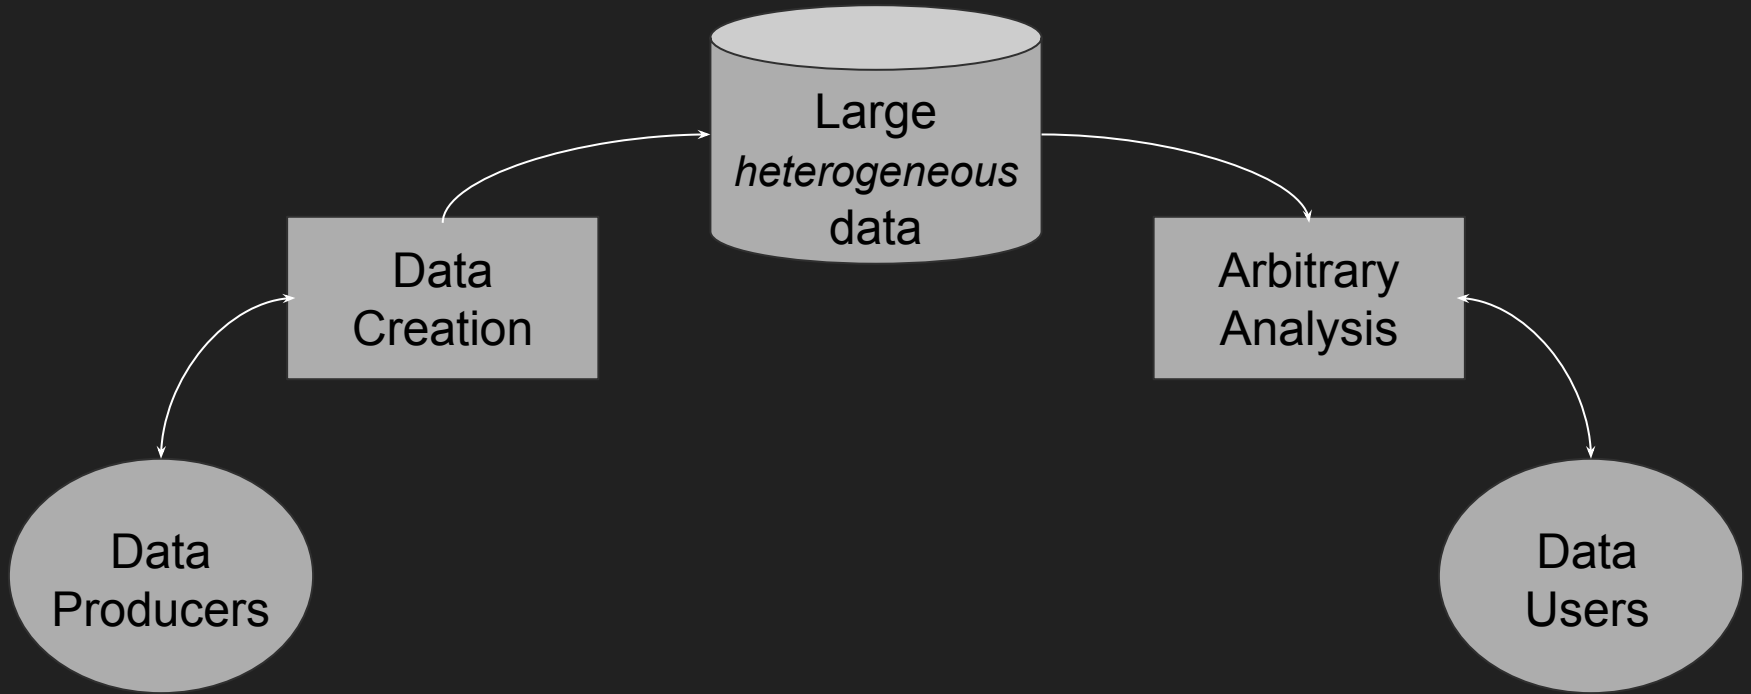 Large
heterogeneous
data
Data
Creation
Arbitrary
Analysis
Data
Producers
Data
Users